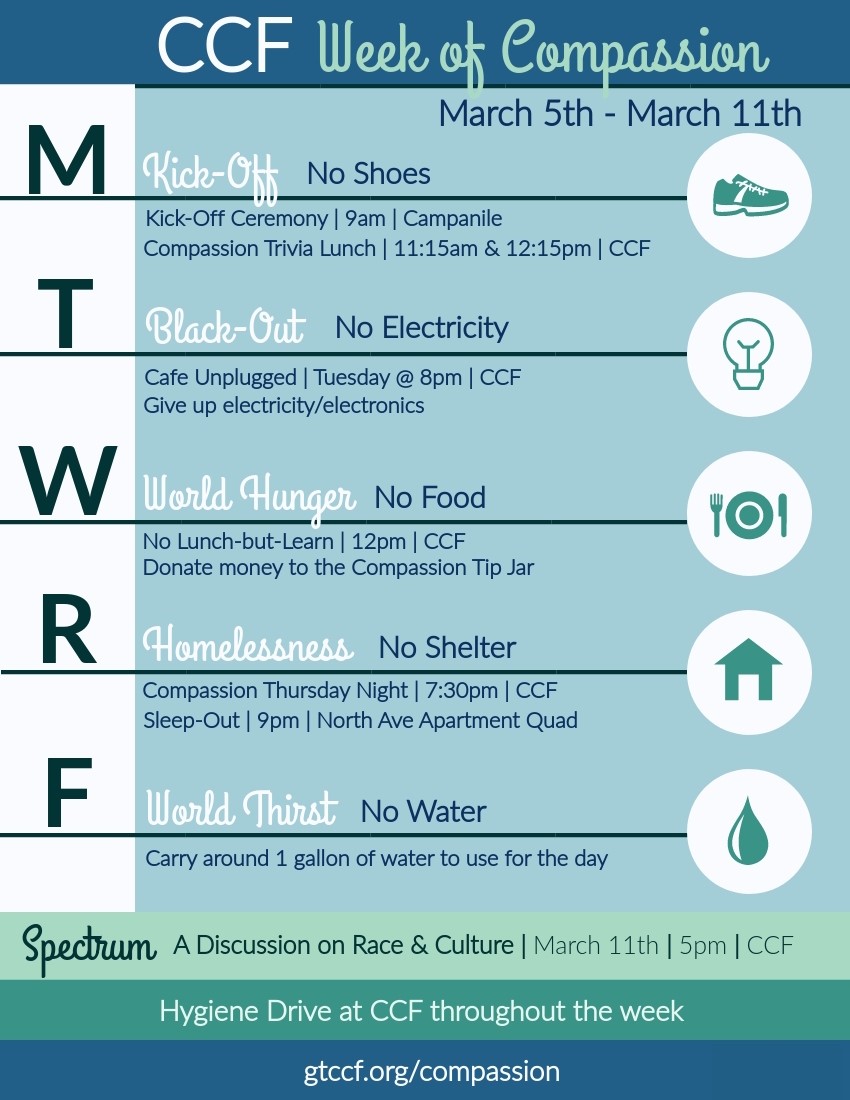 CCF Week of Compassion
March 5th - March 11th
M
Kick-Off No Shoes
Kick-Off Ceremony | 9am | Campanile
Compassion Trivia Lunch | 11:15am & 12:15pm | CCF
T
Black-Out No Electricity
Cafe Unplugged | Tuesday @ 8pm | CCF
Give up electricity/electronics
W
World Hunger No Food
No Lunch-but-Learn | 12pm | CCF
Donate money to the Compassion Tip Jar
R
Homelessness No Shelter
Compassion Thursday Night | 7:30pm | CCF
Sleep-Out | 9pm | North Ave Apartment Quad
F
World Thirst No Water
Carry around 1 gallon of water to use for the day
Spectrum A Discussion on Race & Culture | March 11th | 5pm | CCF
Hygiene Drive at CCF throughout the week
gtccf.org/compassion